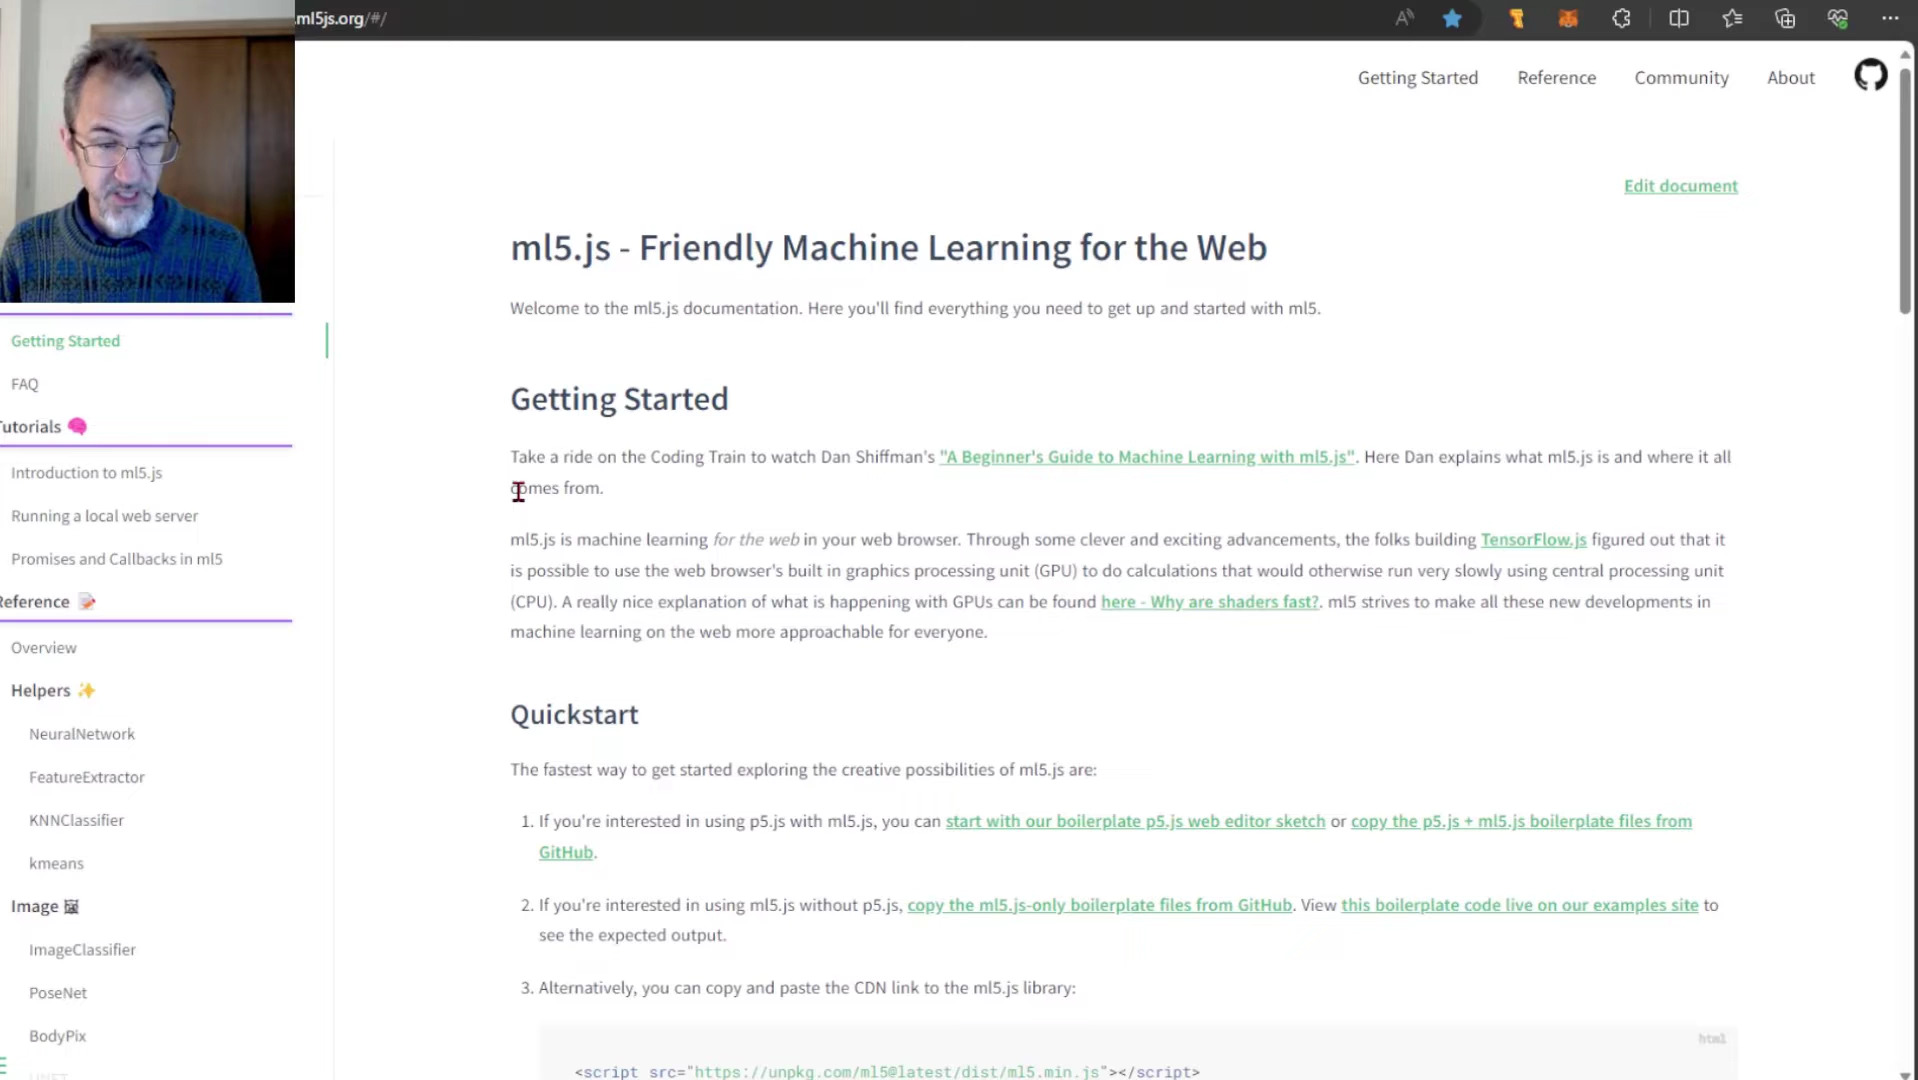 ml5js.org/#/
Getting Started
Reference
Community
About
Edit document
Getting Started
FAQ
Tutorials 🧠
Introduction to ml5.js
Running a local web server
Promises and Callbacks in ml5
Reference 📝
Overview
Helpers ✨
NeuralNetwork
FeatureExtractor
KNNClassifier
kmeans
Image 🖼
ImageClassifier
PoseNet
BodyPix
UNET
ml5.js - Friendly Machine Learning for the Web
Welcome to the ml5.js documentation. Here you'll find everything you need to get up and started with ml5.
Getting Started
Take a ride on the Coding Train to watch Dan Shiffman's "A Beginner's Guide to Machine Learning with ml5.js". Here Dan explains what ml5.js is and where it all
comes from.
ml5.js is machine learning for the web in your web browser. Through some clever and exciting advancements, the folks building TensorFlow.js figured out that it
is possible to use the web browser's built in graphics processing unit (GPU) to do calculations that would otherwise run very slowly using central processing unit
(CPU). A really nice explanation of what is happening with GPUs can be found here - Why are shaders fast?. ml5 strives to make all these new developments in
machine learning on the web more approachable for everyone.
Quickstart
The fastest way to get started exploring the creative possibilities of ml5.js are:
1. If you're interested in using p5.js with ml5.js, you can start with our boilerplate p5.js web editor sketch or copy the p5.js + ml5.js boilerplate files from
GitHub.
2. If you're interested in using ml5.js without p5.js, copy the ml5.js-only boilerplate files from GitHub. View this boilerplate code live on our examples site to
see the expected output.
3. Alternatively, you can copy and paste the CDN link to the ml5.js library:
html
<script src="https://unpkg.com/ml5@latest/dist/ml5.min.js"></script>